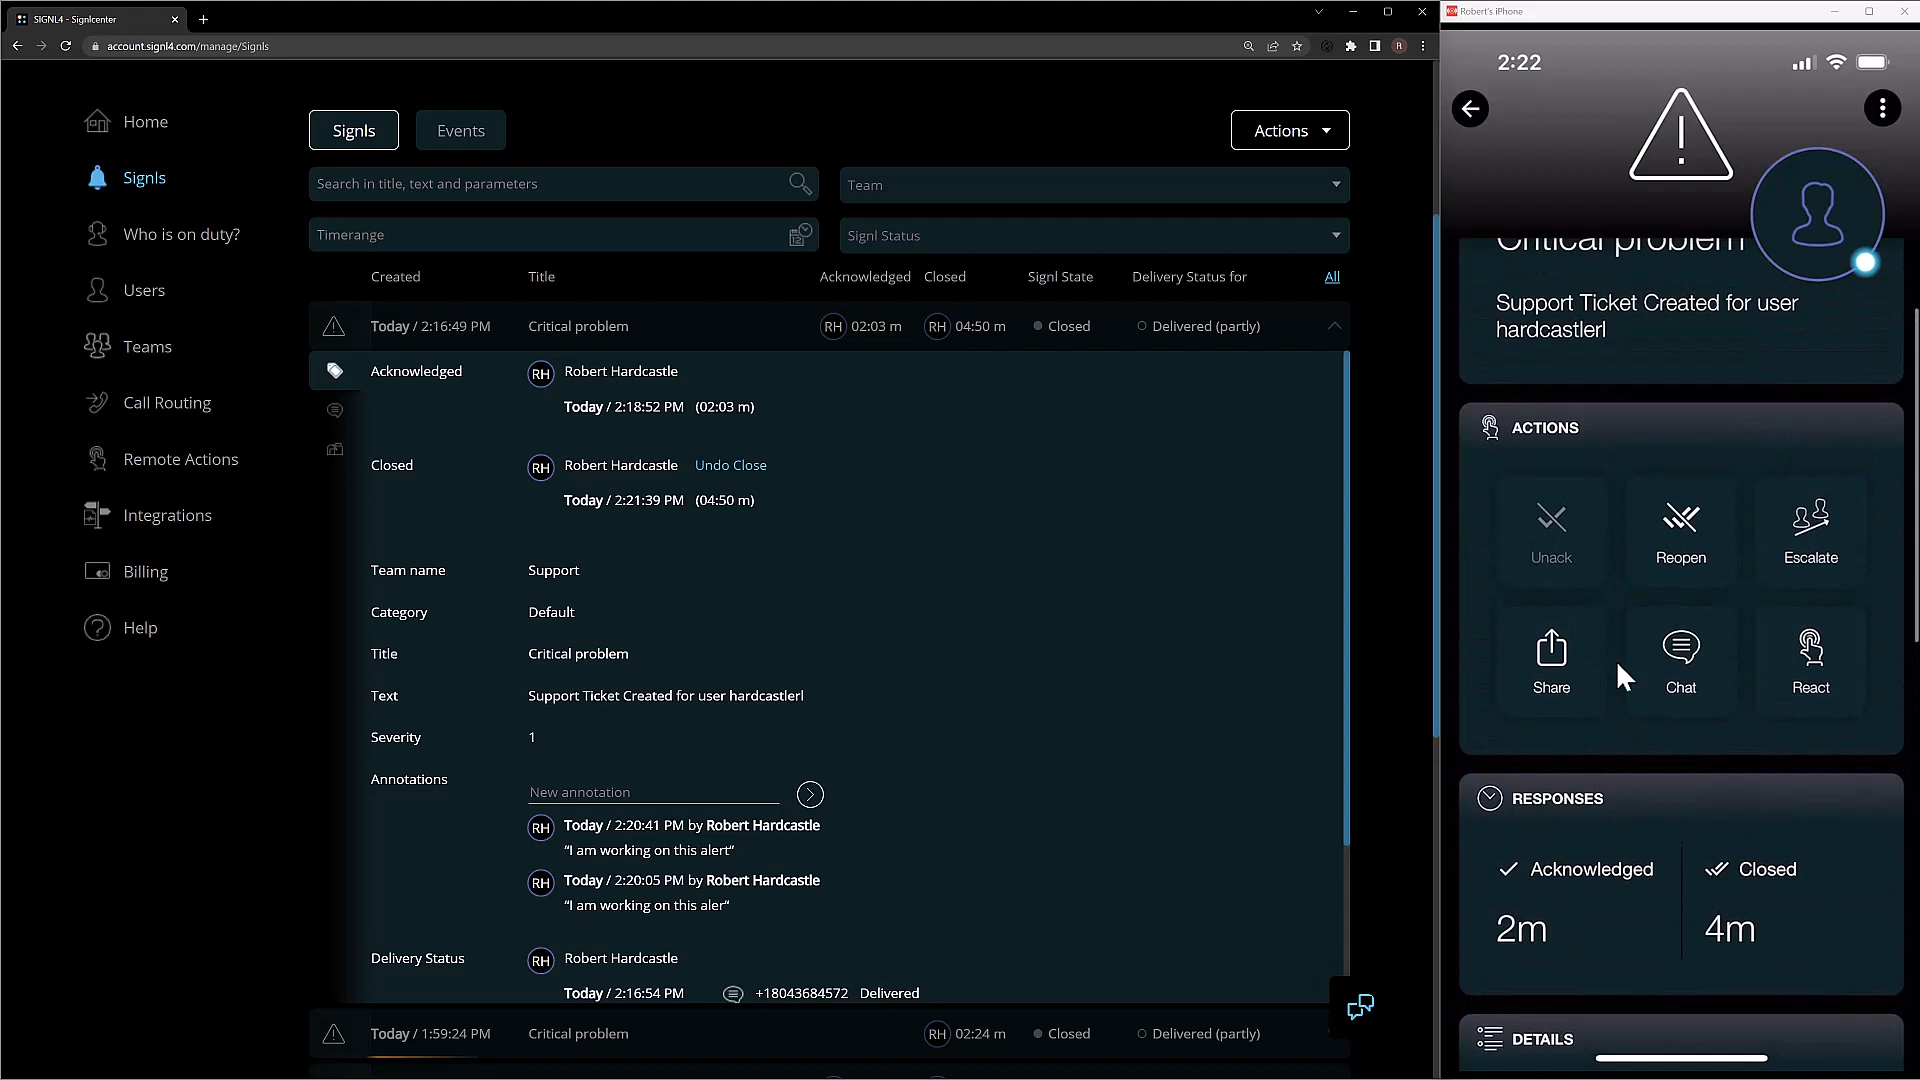 SIGNL4 - Signlcenter
account.signl4.com/manage/Signls
R
Home
Signls
Who is on duty?
Users
Teams
Call Routing
Remote Actions
Integrations
Billing
Help
Signls
Events
Actions
Search in title, text and parameters
Team
Timerange
Signl Status
Created Title Acknowledged Closed Signl State Delivery Status for All
Today / 2:16:49 PM Critical problem RH 02:03 m RH 04:50 m Closed Delivered (partly)
Acknowledged RH Robert Hardcastle
Today / 2:18:52 PM (02:03 m)
Closed RH Robert Hardcastle Undo Close
Today / 2:21:39 PM (04:50 m)
Team name Support
Category Default
Title Critical problem
Text Support Ticket Created for user hardcastlerl
Severity 1
Annotations New annotation
RH Today / 2:20:41 PM by Robert Hardcastle
“I am working on this alert”
RH Today / 2:20:05 PM by Robert Hardcastle
“I am working on this aler”
Delivery Status RH Robert Hardcastle
Today / 2:16:54 PM +18043684572 Delivered
Today / 1:59:24 PM Critical problem RH 02:24 m Closed Delivered (partly)
Robert's iPhone
2:22
Critical problem
Support Ticket Created for user
hardcastlerl
ACTIONS
Unack Reopen Escalate
Share Chat React
RESPONSES
Acknowledged Closed
2m 4m
DETAILS